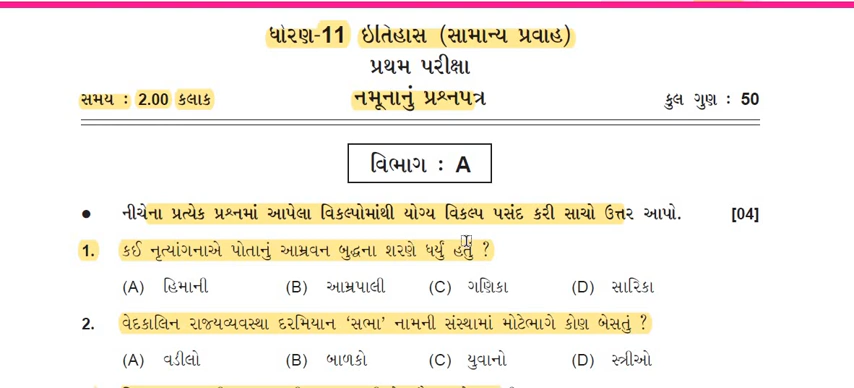 ધોરણ-11 ઇતિહાસ (સામાન્ય પ્રવાહ)
પ્રથમ પરીક્ષા
સમય : 2.00 કલાક નમૂનાનું પ્રશ્નપત્ર કુલ ગુણ : 50
વિભાગ : A
● નીચેના પ્રત્યેક પ્રશ્નમાં આપેલા વિકલ્પોમાંથી યોગ્ય વિકલ્પ પસંદ કરી સાચો ઉત્તર આપો. [04]
1. કઈ નૃત્યાંગનાએ પોતાનું આમ્રવન બુદ્ધના શરણે ધર્યું હતું ?
(A) હિમાની (B) આમ્રપાલી (C) ગણિકા (D) સારિકા
2. વેદકાલિન રાજ્યવ્યવસ્થા દરમિયાન ‘સભા’ નામની સંસ્થામાં મોટેભાગે કોણ બેસતું ?
(A) વડીલો (B) બાળકો (C) યુવાનો (D) સ્ત્રીઓ